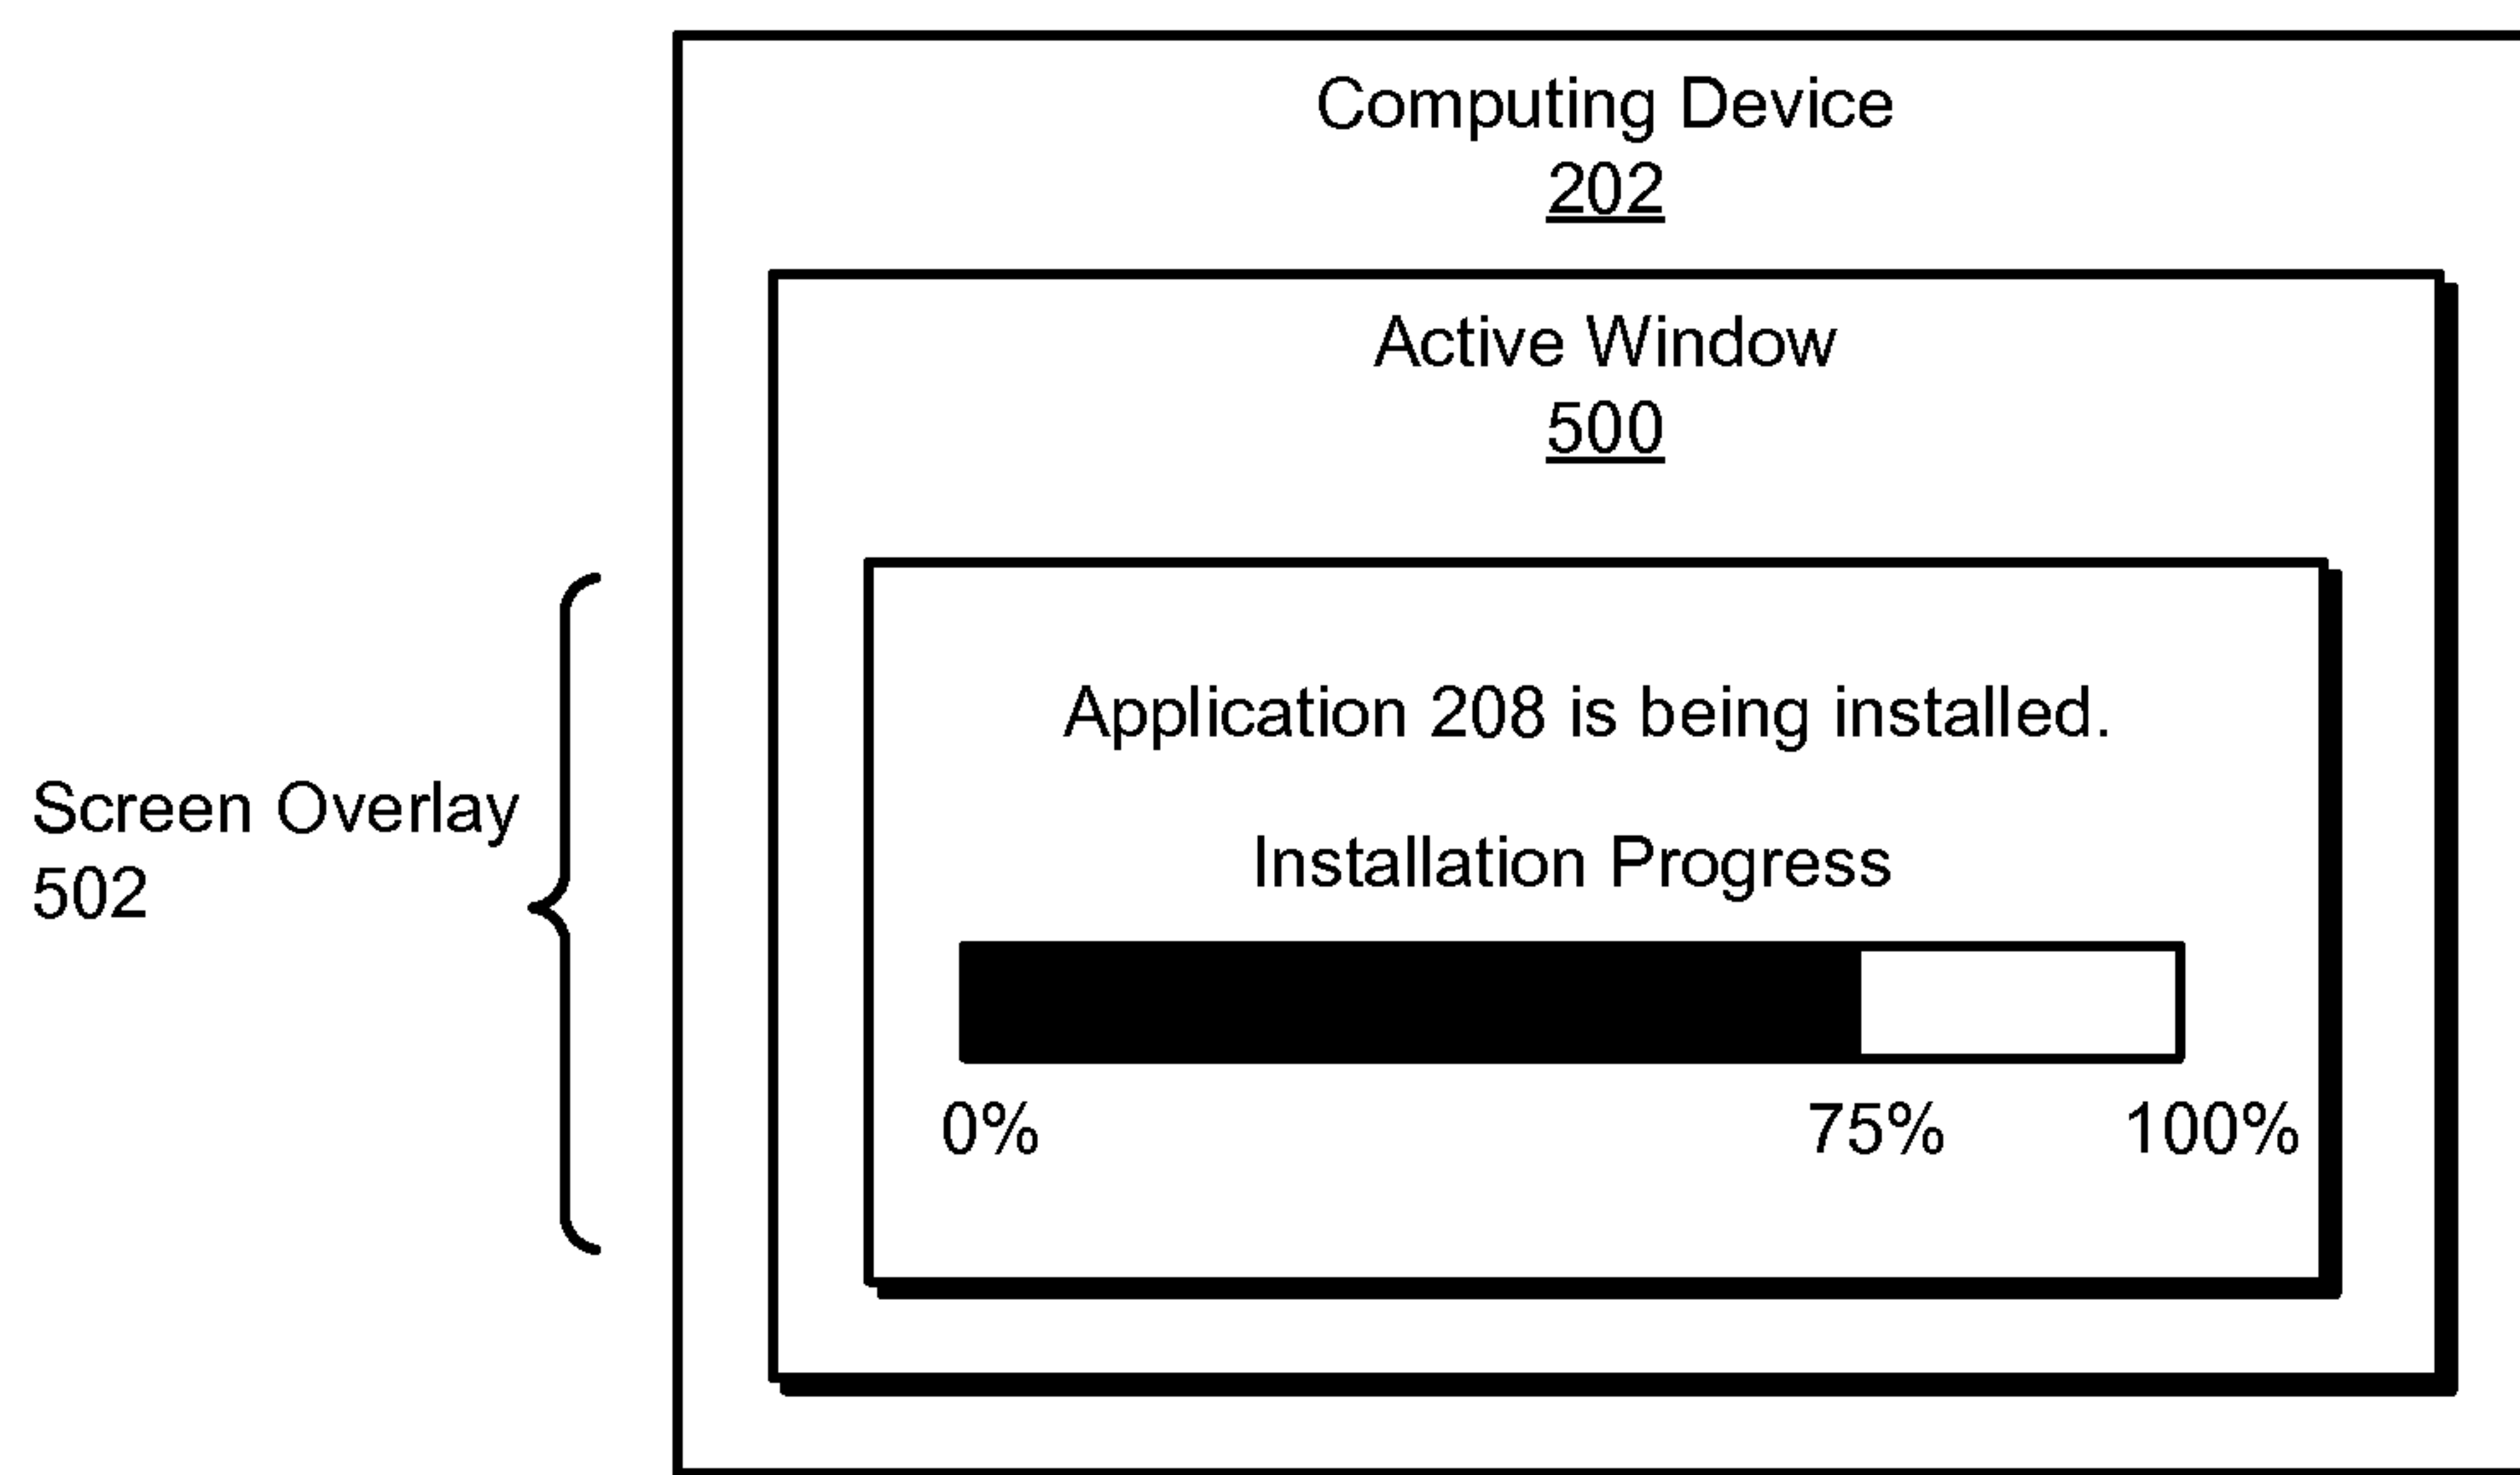 Computing Device
202
Active Window
500
Screen Overlay
502
Application 208 is being installed.
Installation Progress
0% 75% 100%